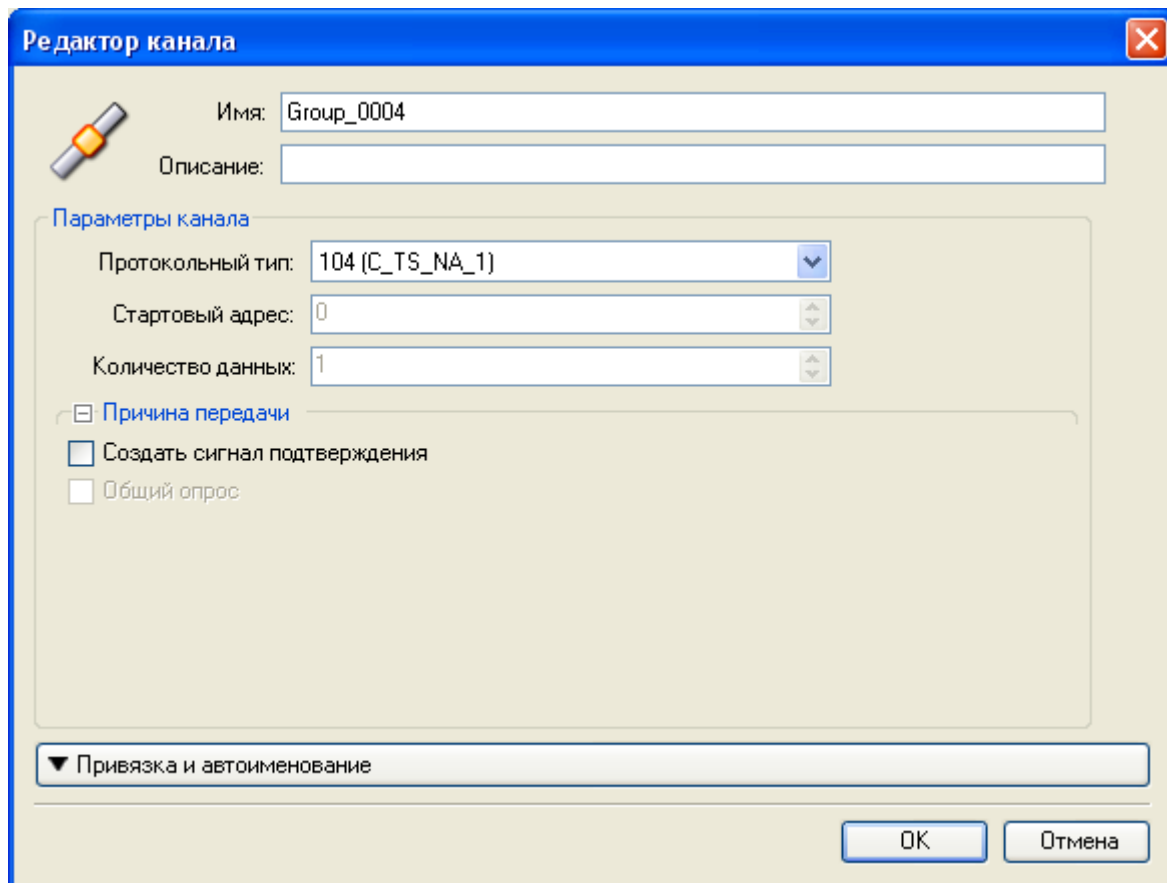 Редактор канала
Имя: Group_0004
Описание:
Параметры канала
Протокольный тип: 104 (C_TS_NA_1)
Стартовый адрес: 0
Количество данных: 1
Причина передачи
Создать сигнал подтверждения
Общий опрос
Привязка и автоименование
OK Отмена